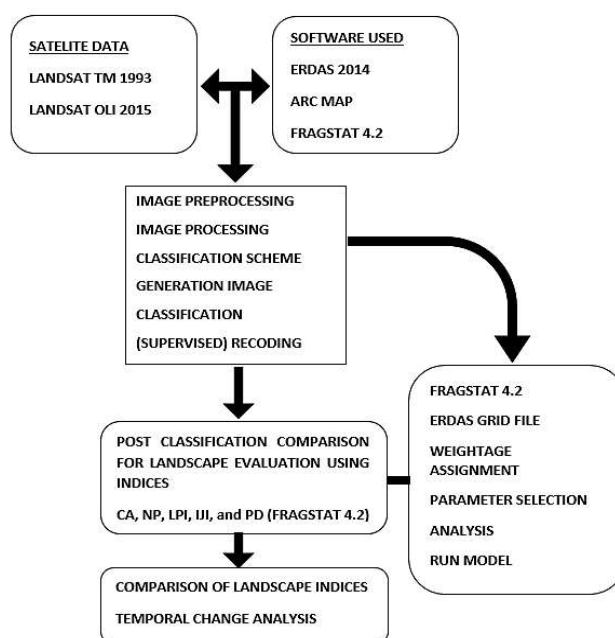 SATELITE DATA
LANDSAT TM 1993
LANDSAT OLI 2015
SOFTWARE USED
ERDAS 2014
ARC MAP
FRAGSTAT 4.2
IMAGE PREPROCESSING
IMAGE PROCESSING
CLASSIFICATION SCHEME
GENERATION IMAGE
CLASSIFICATION
(SUPERVISED) RECODING
POST CLASSIFICATION COMPARISON
FOR LANDSCAPE EVALUATION USING
INDICES
CA, NP, LPI, IJI, and PD (FRAGSTAT 4.2)
FRAGSTAT 4.2
ERDAS GRID FILE
WEIGHTAGE
ASSIGNMENT
PARAMETER SELECTION
ANALYSIS
RUN MODEL
COMPARISON OF LANDSCAPE INDICES
TEMPORAL CHANGE ANALYSIS